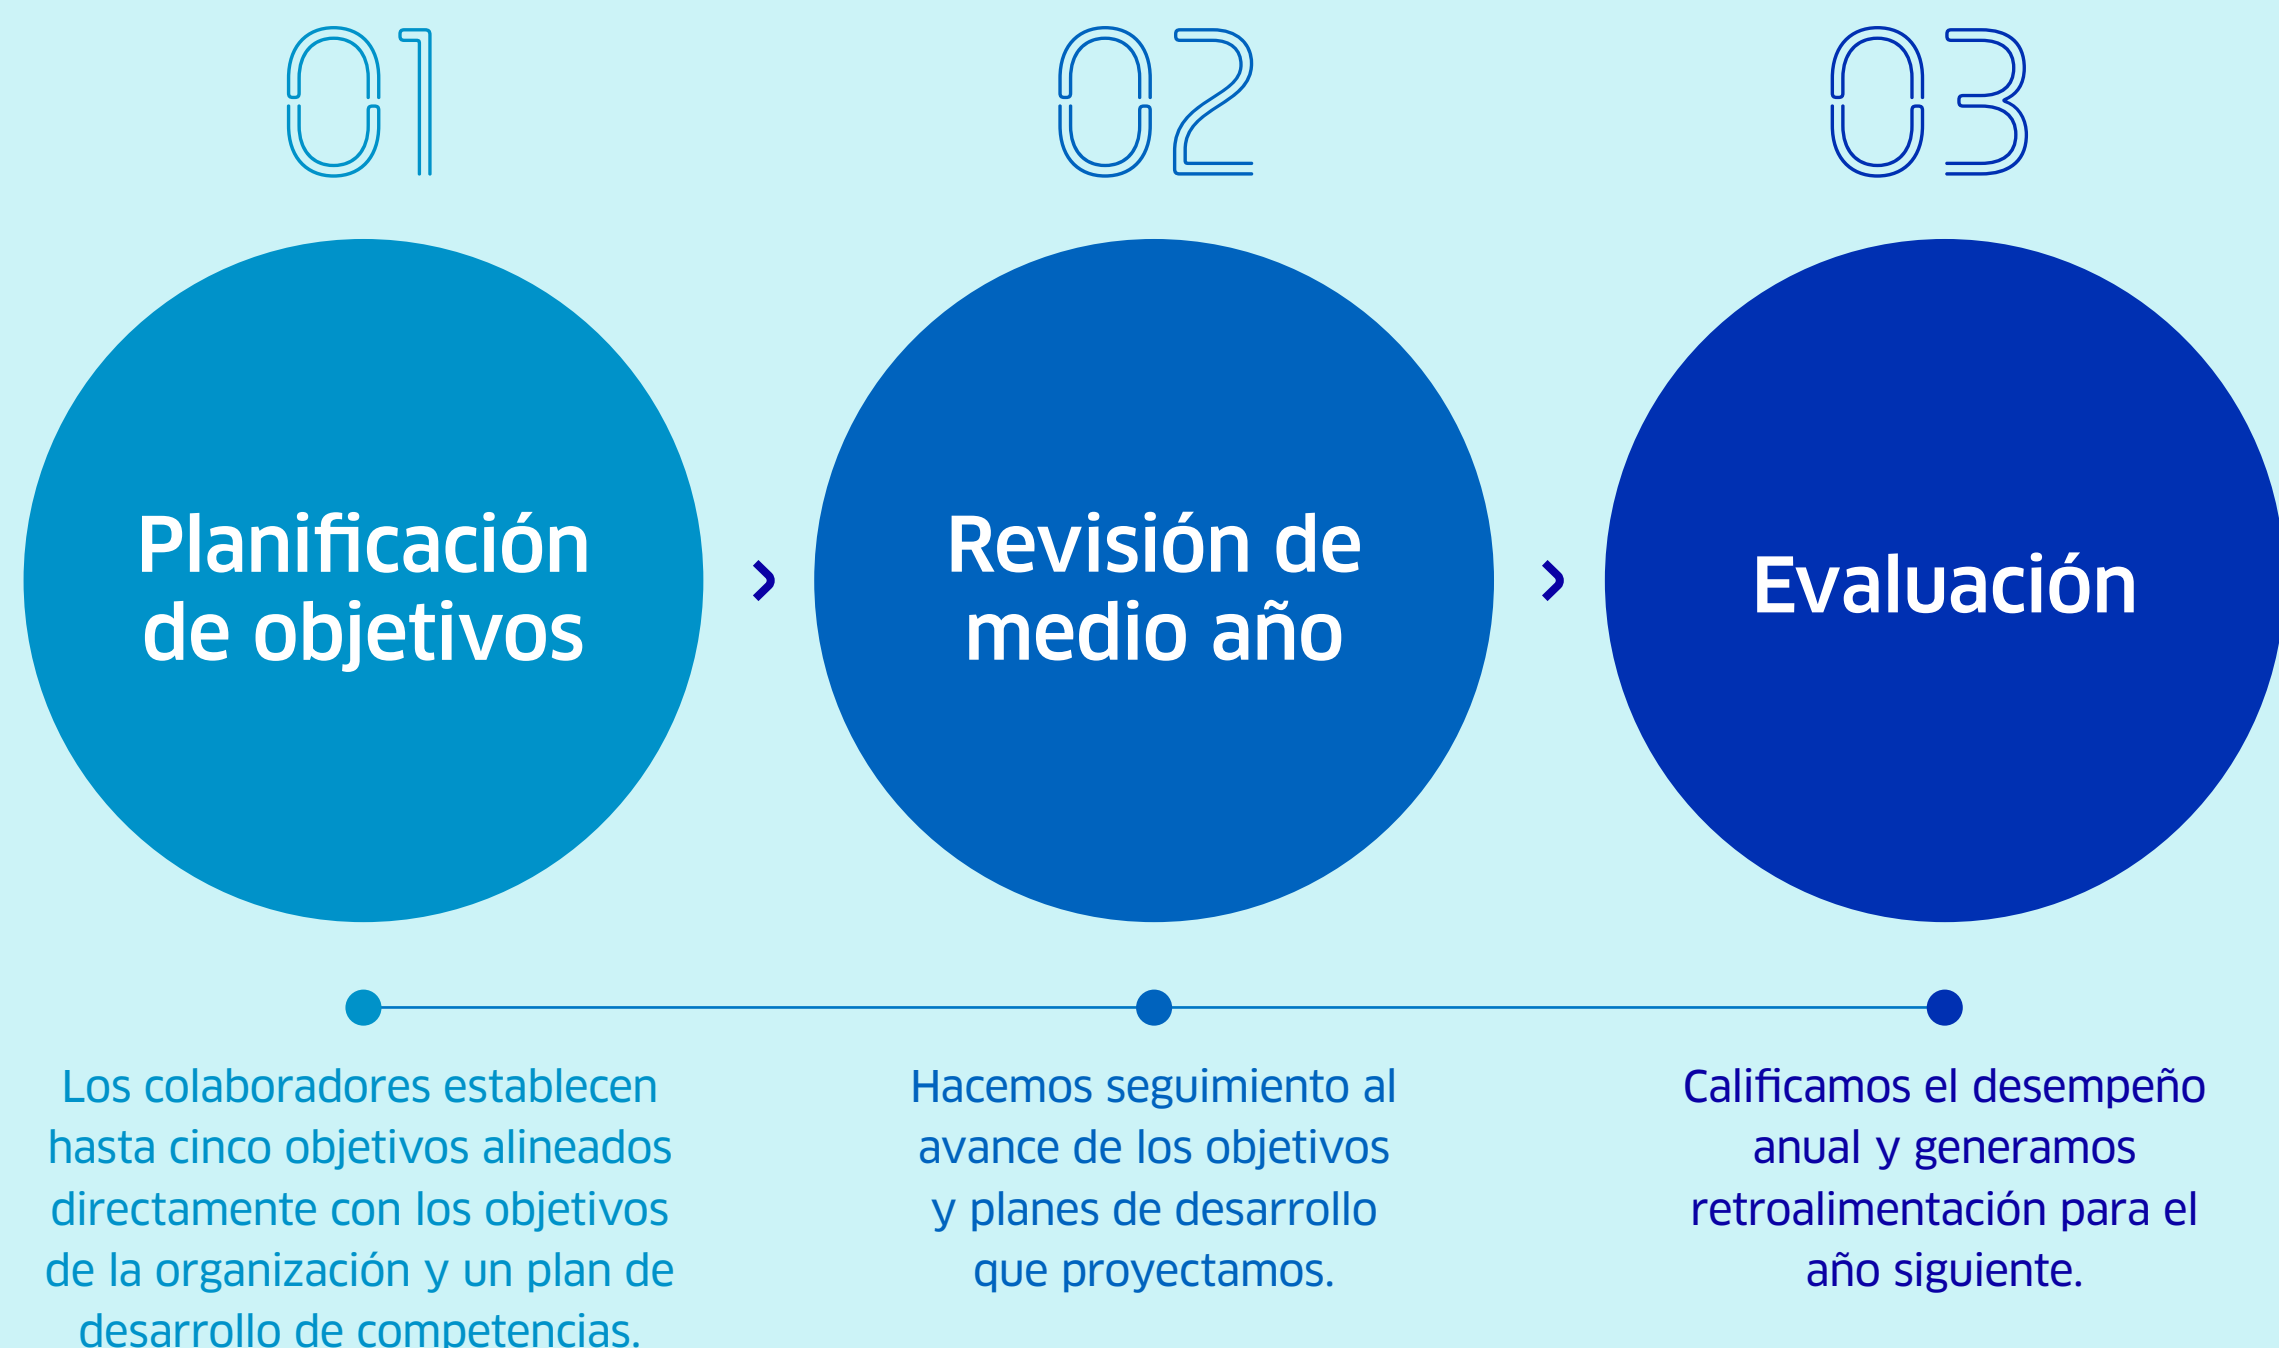 01
02
03
Planificación
de objetivos
›
Revisión de
medio año
›
Evaluación
Los colaboradores establecen
hasta cinco objetivos alineados
directamente con los objetivos
de la organización y un plan de
desarrollo de competencias.
Hacemos seguimiento al
avance de los objetivos
y planes de desarrollo
que proyectamos.
Calificamos el desempeño
anual y generamos
retroalimentación para el
año siguiente.